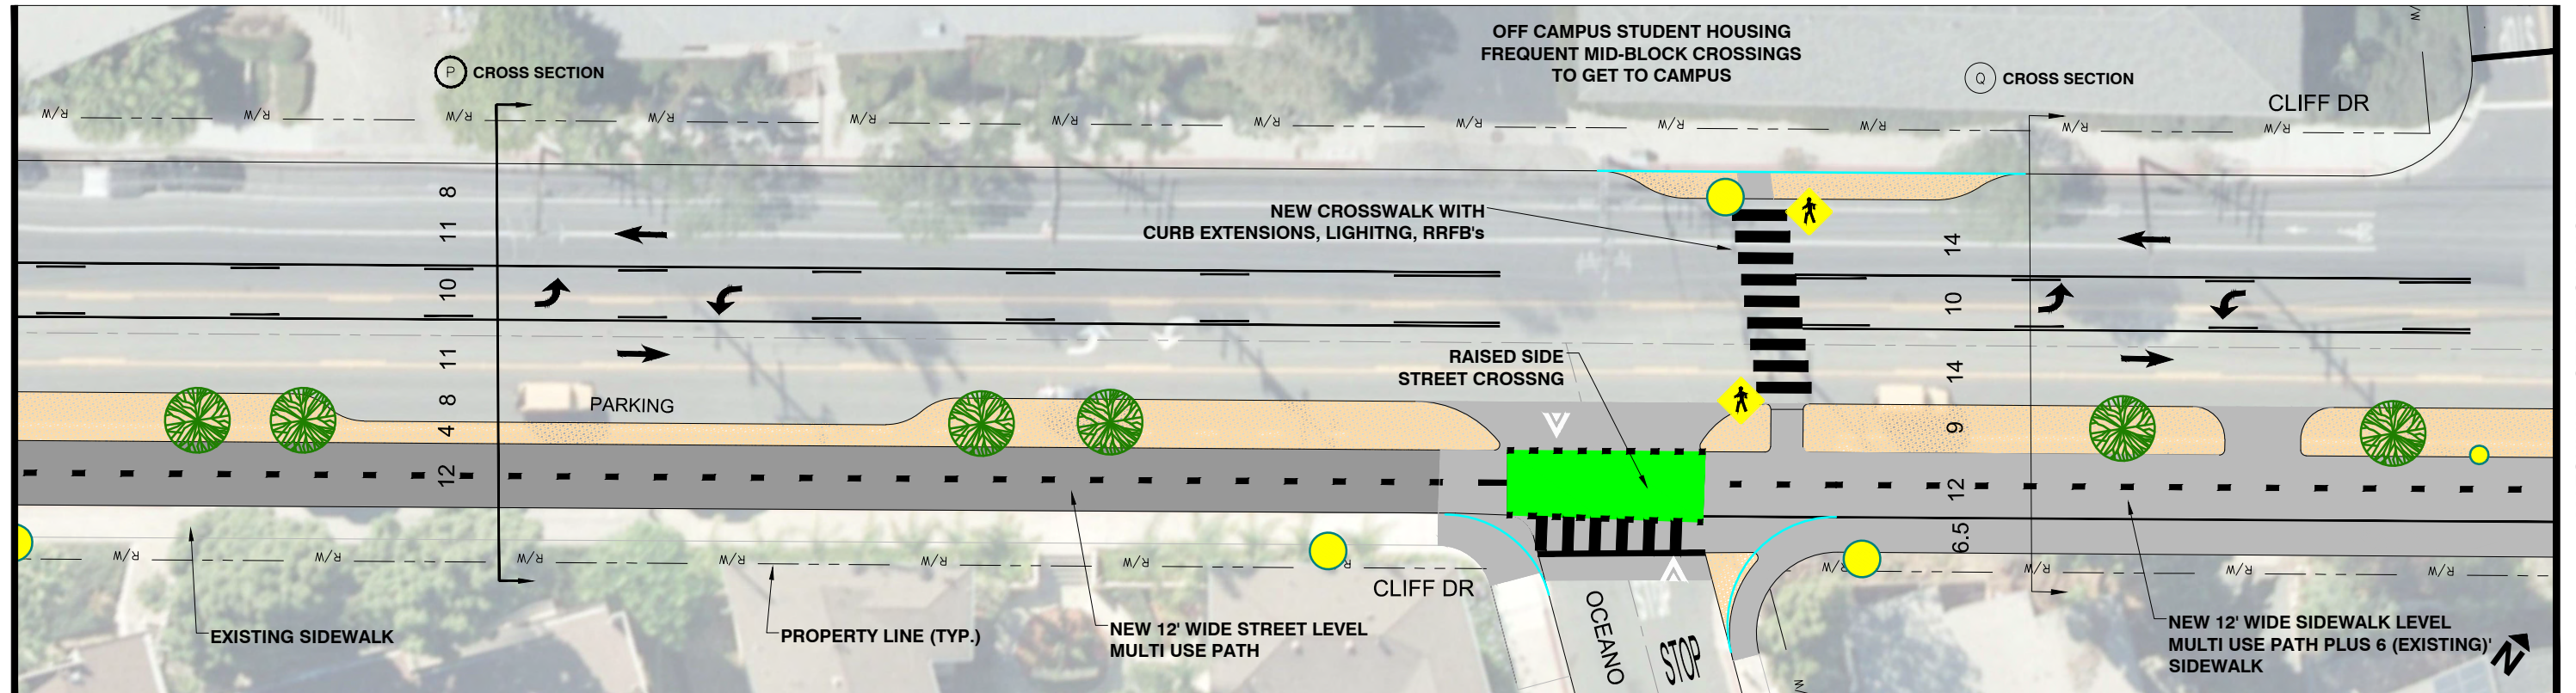 OFF CAMPUS STUDENT HOUSING
FREQUENT MID-BLOCK CROSSINGS
TO GET TO CAMPUS
P CROSS SECTION
Q CROSS SECTION
CLIFF DR
R/W R/W R/W R/W R/W R/W R/W R/W R/W R/W R/W R/W
8
11
10
11
8
4
12
NEW CROSSWALK WITH
CURB EXTENSIONS, LIGHITNG, RRFB's
14
10
14
9
12
6.5
RAISED SIDE
STREET CROSSNG
PARKING
R/W R/W R/W R/W R/W R/W R/W R/W R/W R/W
CLIFF DR
OCEANO
STOP
EXISTING SIDEWALK
PROPERTY LINE (TYP.)
NEW 12' WIDE STREET LEVEL
MULTI USE PATH
NEW 12' WIDE SIDEWALK LEVEL
MULTI USE PATH PLUS 6 (EXISTING)'
SIDEWALK
N